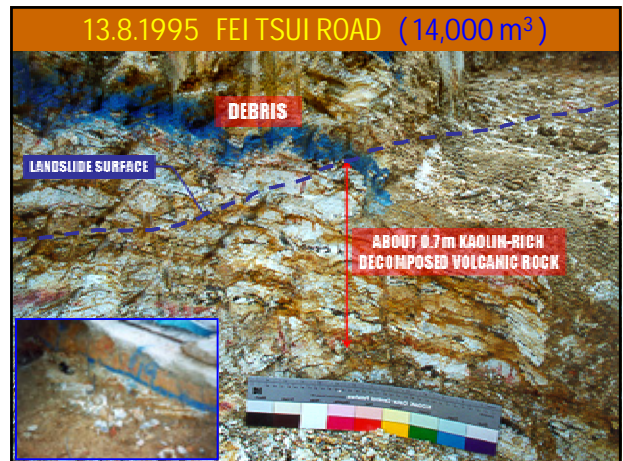 13.8.1995 FEI TSUI ROAD (14,000 m³)
DEBRIS
LANDSLIDE SURFACE
ABOUT 0.7m KAOLIN-RICH
DECOMPOSED VOLCANIC ROCK